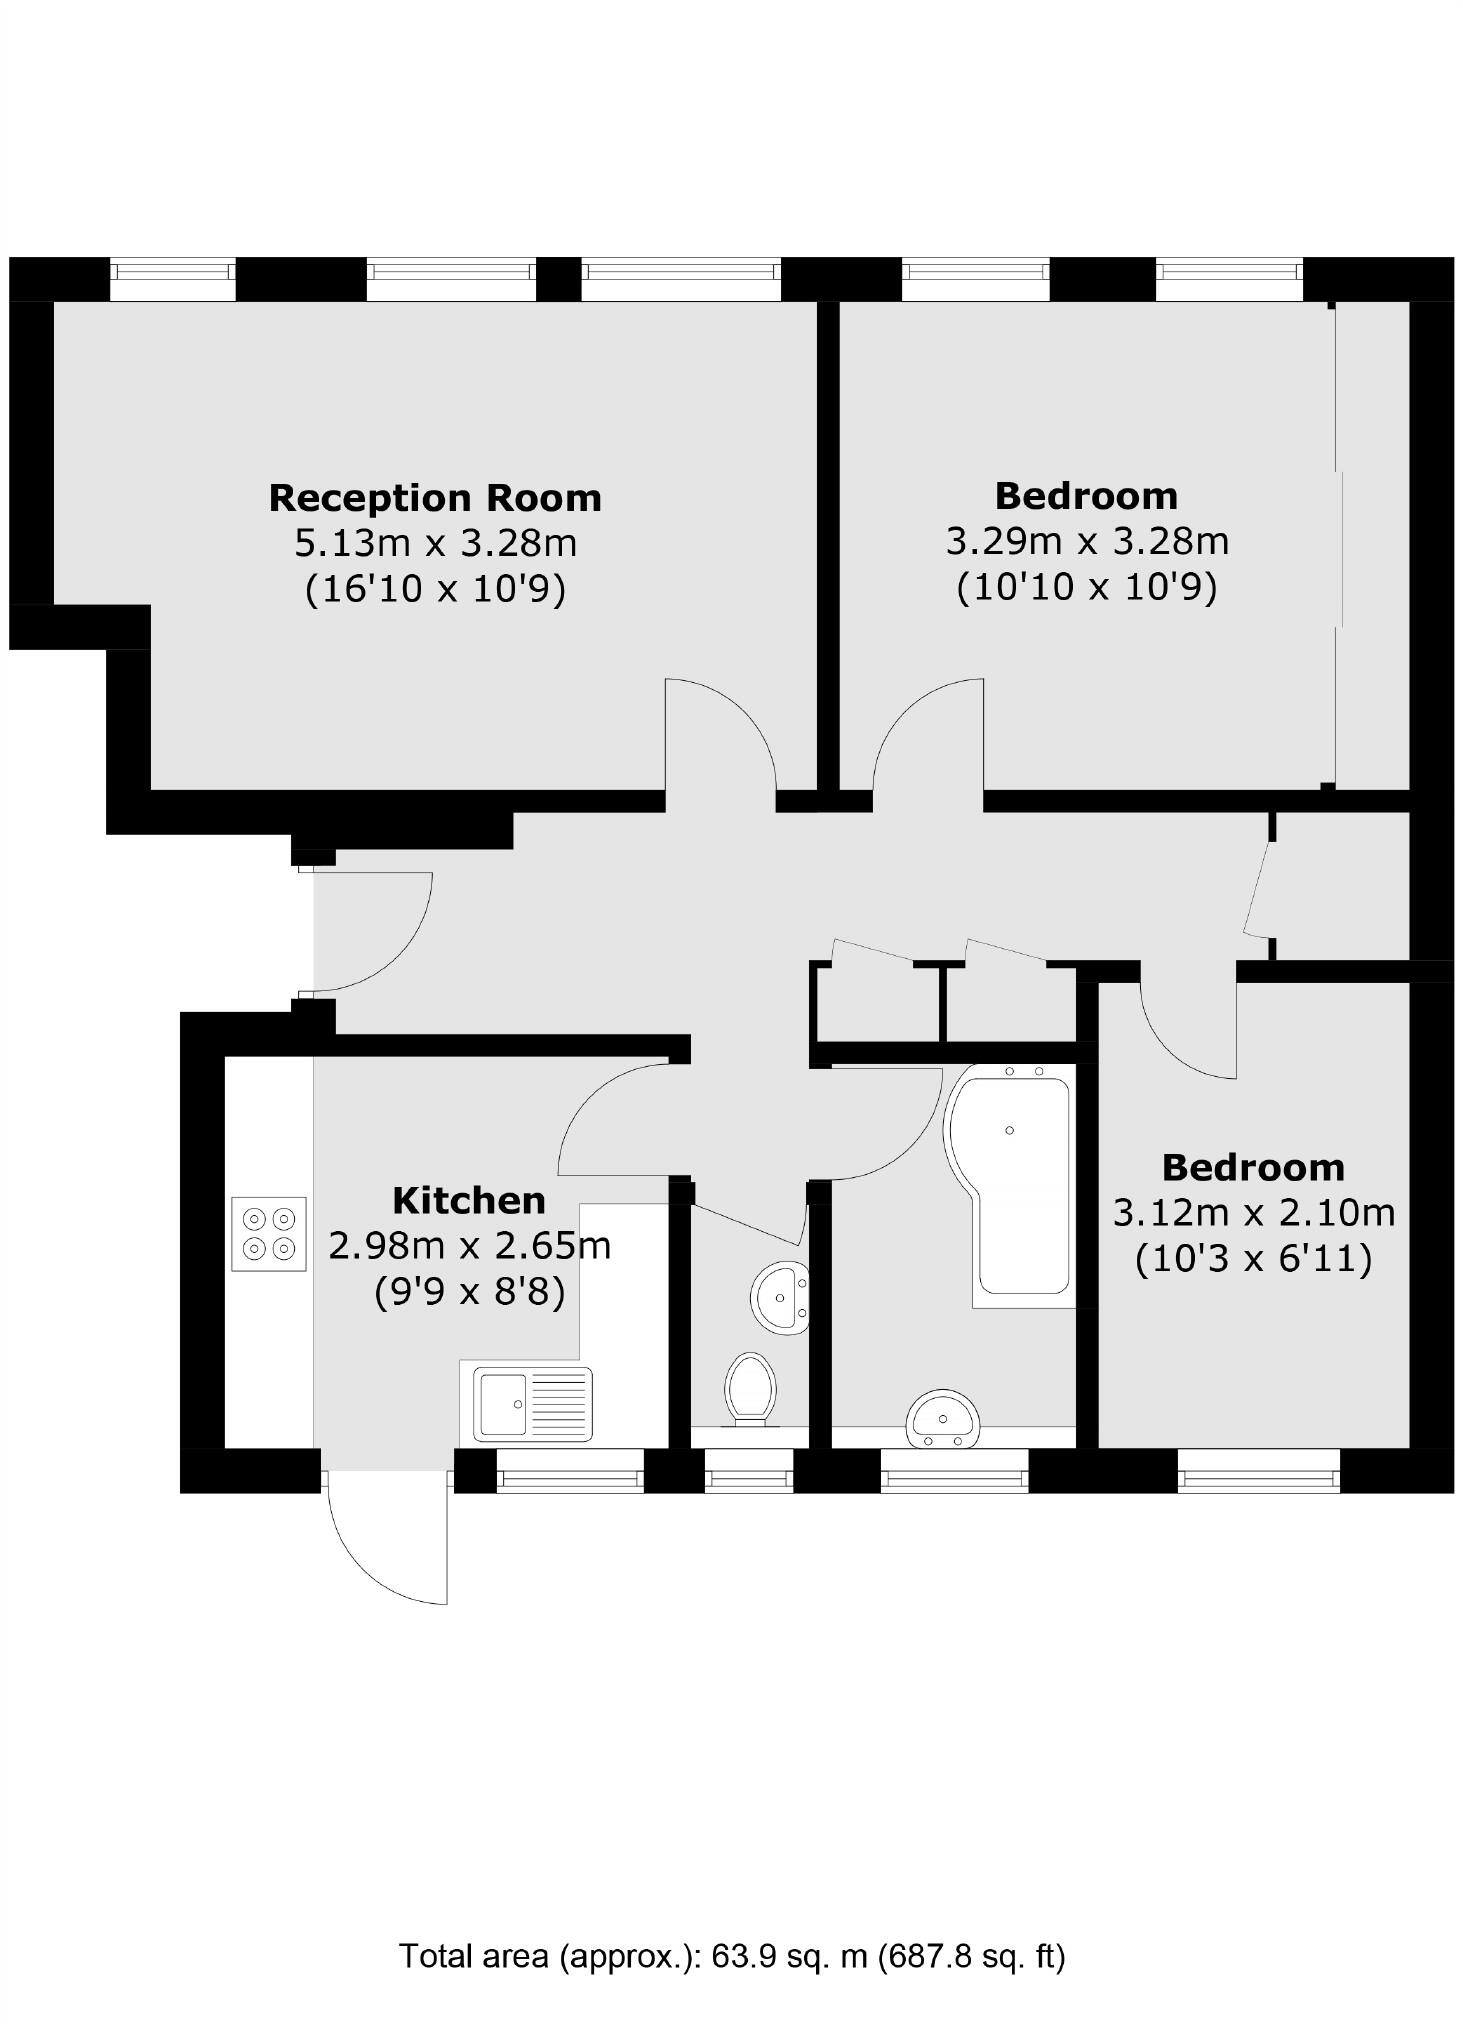 Reception Room
5.13m x 3.28m
(16'10 x 10'9)
Bedroom
3.29m x 3.28m
(10'10 x 10'9)
Kitchen
2.98m x 2.65m
(9'9 x 8'8)
Bedroom
3.12m x 2.10m
(10'3 x 6'11)
Total area (approx.): 63.9 sq. m (687.8 sq. ft)